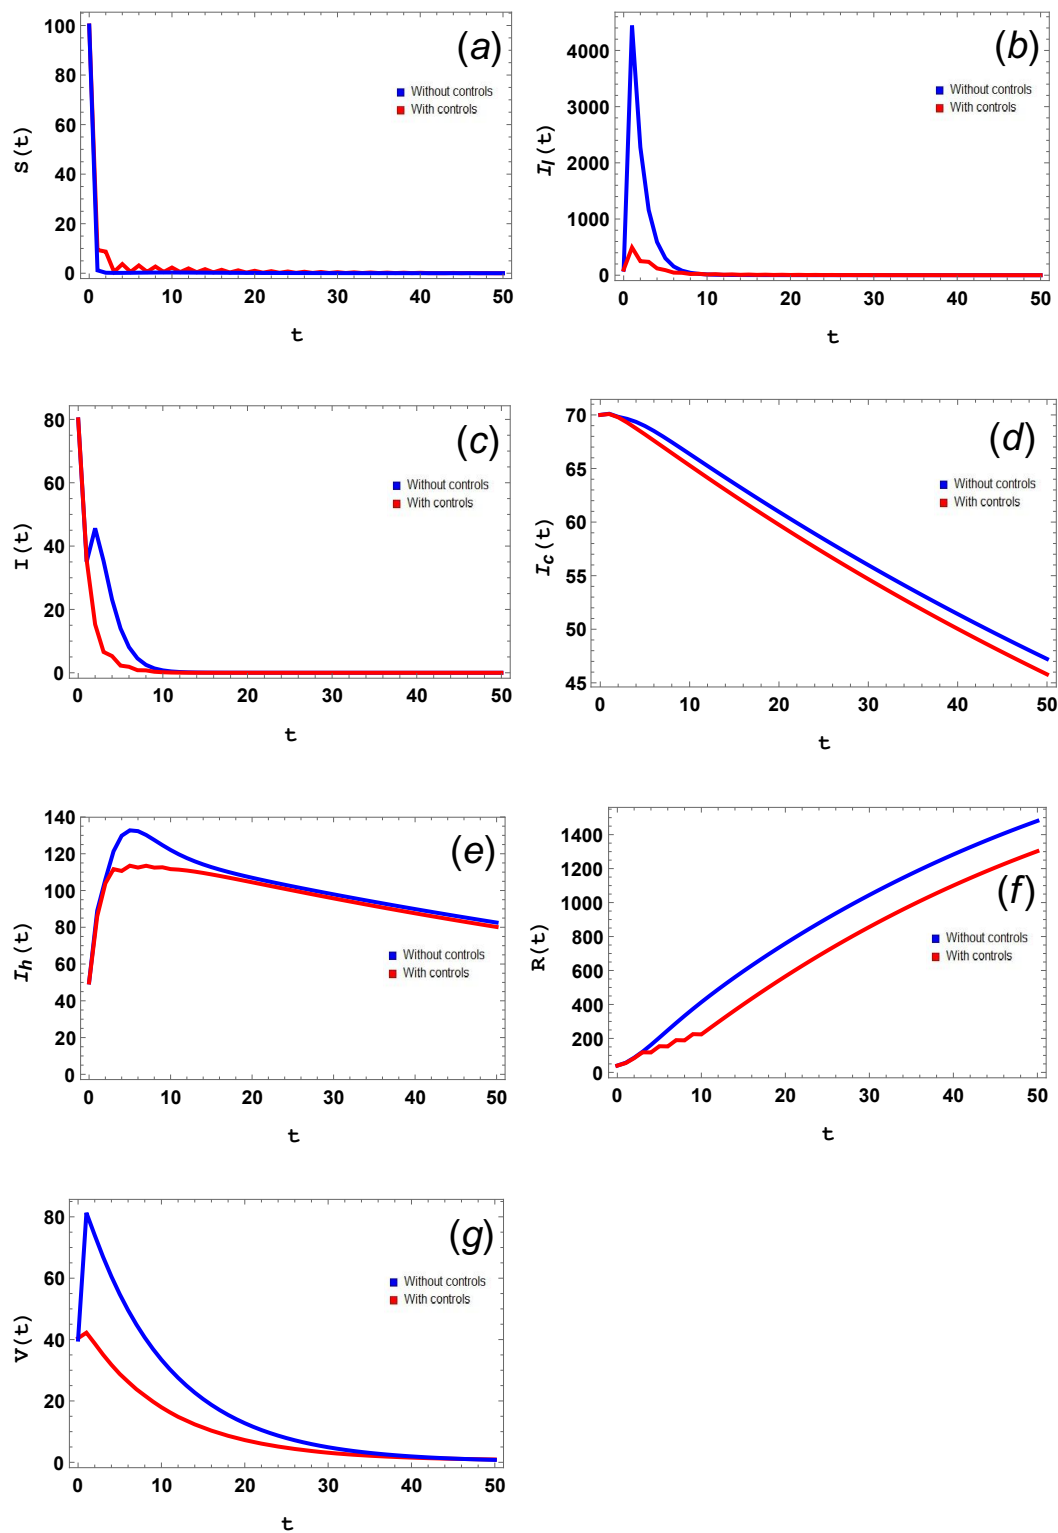 (a)
Without controls
With controls
S(t)
100
80
60
40
20
0
0 10 20 30 40 50
t
(b)
Without controls
With controls
I_l(t)
4000
3000
2000
1000
0
0 10 20 30 40 50
t
(c)
Without controls
With controls
I(t)
80
60
40
20
0
0 10 20 30 40 50
t
(d)
Without controls
With controls
I_c(t)
70
65
60
55
50
45
0 10 20 30 40 50
t
(e)
Without controls
With controls
I_h(t)
140
120
100
80
60
40
20
0
0 10 20 30 40 50
t
(f)
Without controls
With controls
R(t)
1400
1200
1000
800
600
400
200
0
0 10 20 30 40 50
t
(g)
Without controls
With controls
V(t)
80
60
40
20
0
0 10 20 30 40 50
t